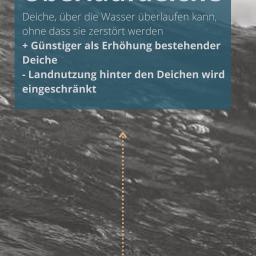 Deiche, über die Wasser überlaufen kann,
ohne dass sie zerstört werden
+ Günstiger als Erhöhung bestehender
Deiche
- Landnutzung hinter den Deichen wird
eingeschränkt